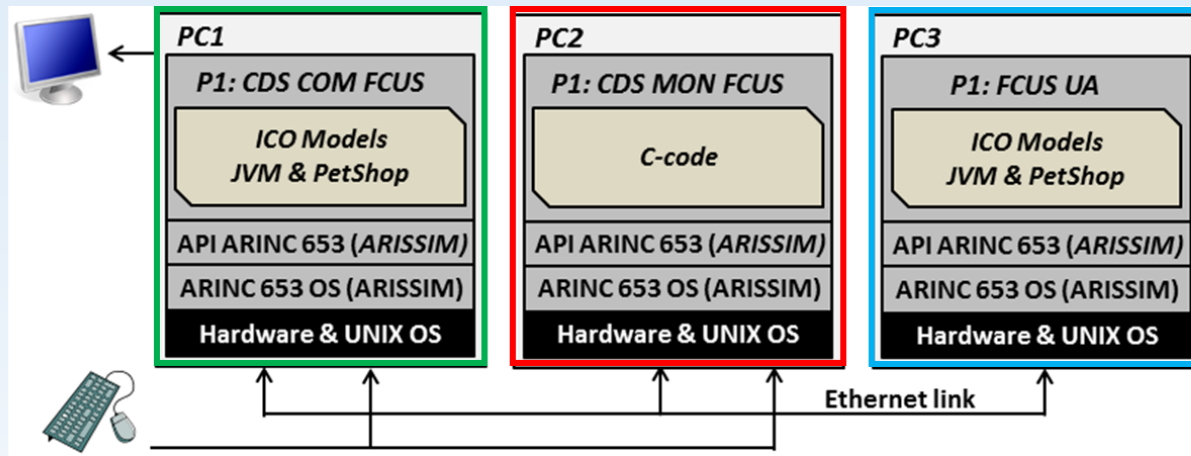 PC1
P1: CDS COM FCUS
ICO Models
JVM & PetShop
API ARINC 653 (ARISSIM)
ARINC 653 OS (ARISSIM)
Hardware & UNIX OS
PC2
P1: CDS MON FCUS
C-code
API ARINC 653 (ARISSIM)
ARINC 653 OS (ARISSIM)
Hardware & UNIX OS
PC3
P1: FCUS UA
ICO Models
JVM & PetShop
API ARINC 653 (ARISSIM)
ARINC 653 OS (ARISSIM)
Hardware & UNIX OS
Ethernet link